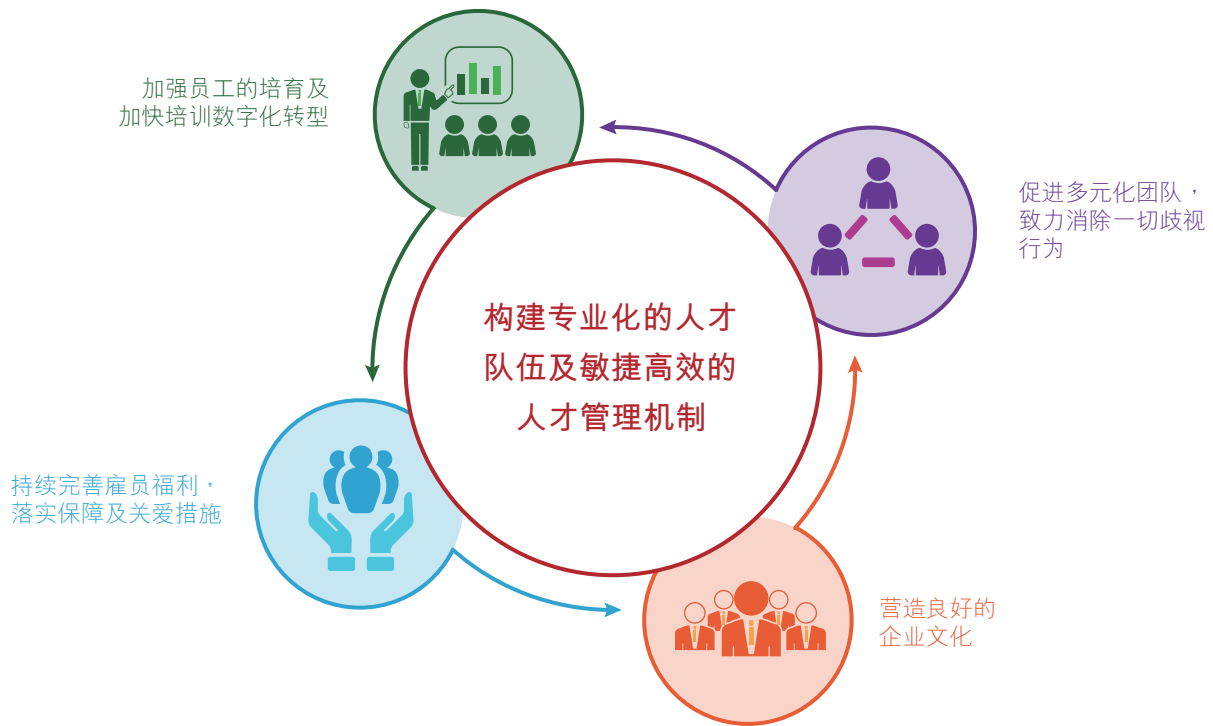 加强员工的培育及
加快培训数字化转型
促进多元化团队，
致力消除一切歧视
行为
构建专业化的人才
队伍及敏捷高效的
人才管理机制
持续完善雇员福利，
落实保障及关爱措施
营造良好的
企业文化